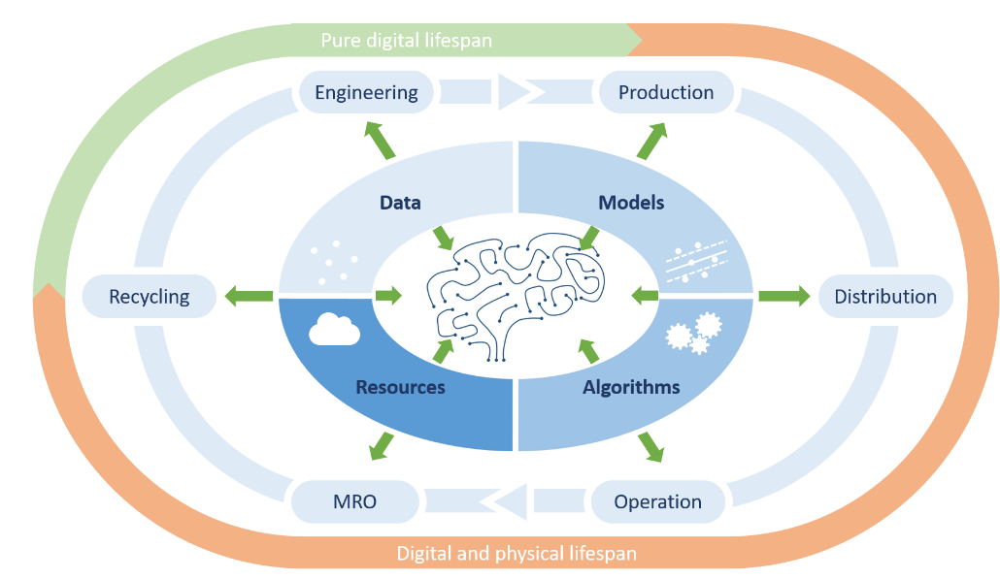 Pure digital lifespan
Engineering
Production
Data
Models
Recycling
Distribution
Resources
Algorithms
MRO
Operation
Digital and physical lifespan